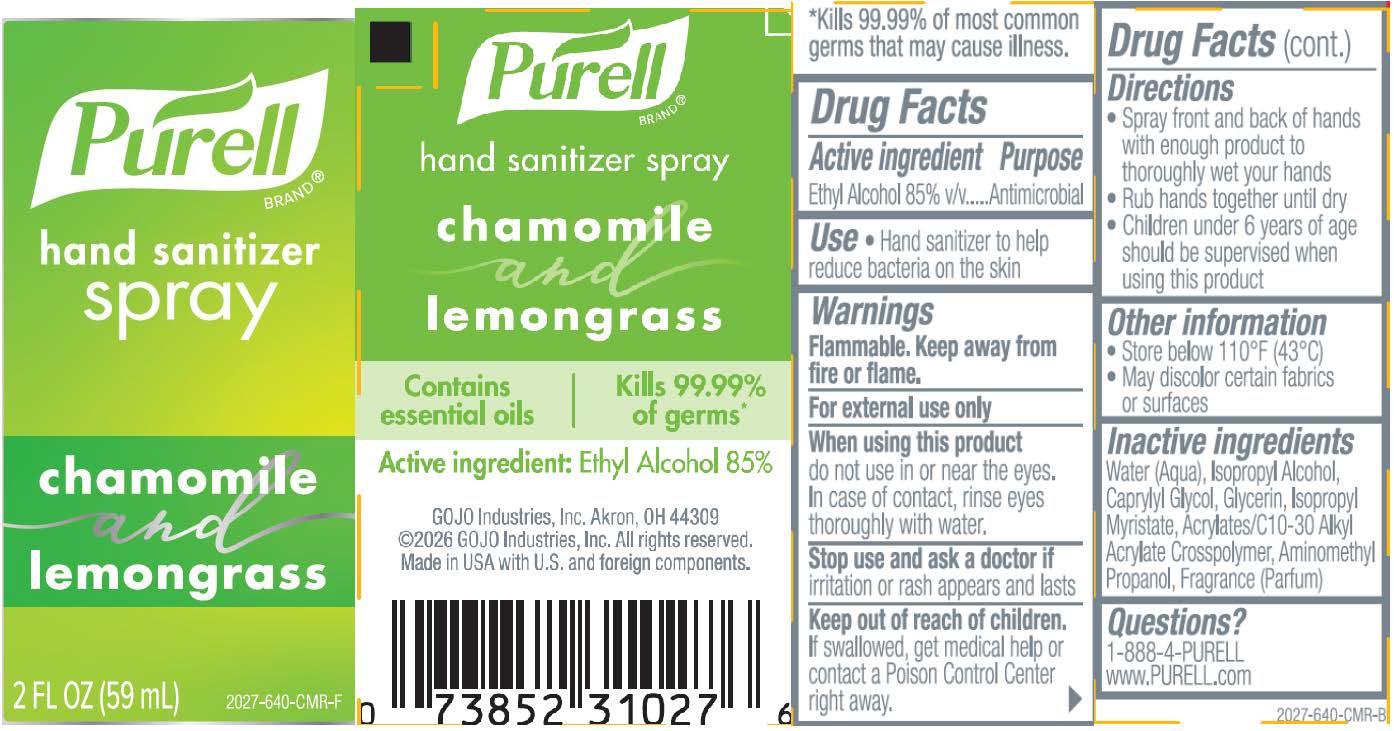 Purell
BRAND®
hand sanitizer
spray
chamomile
and
lemongrass
2 FL OZ (59 mL)
2027-640-CMR-F
Purell
BRAND®
hand sanitizer spray
chamomile
and
lemongrass
Contains
essential oils
Kills 99.99%
of germs*
Active ingredient: Ethyl Alcohol 85%
GOJO Industries, Inc. Akron, OH 44309
©2026 GOJO Industries, Inc. All rights reserved.
Made in USA with U.S. and foreign components.
0 73852 31027 6
*Kills 99.99% of most common
germs that may cause illness.
Drug Facts
Active ingredient Purpose
Ethyl Alcohol 85% v/v.....Antimicrobial
Use • Hand sanitizer to help
reduce bacteria on the skin
Warnings
Flammable. Keep away from
fire or flame.
For external use only
When using this product
do not use in or near the eyes.
In case of contact, rinse eyes
thoroughly with water.
Stop use and ask a doctor if
irritation or rash appears and lasts
Keep out of reach of children.
If swallowed, get medical help or
contact a Poison Control Center
right away.
Drug Facts (cont.)
Directions
• Spray front and back of hands
with enough product to
thoroughly wet your hands
• Rub hands together until dry
• Children under 6 years of age
should be supervised when
using this product
Other information
• Store below 110°F (43°C)
• May discolor certain fabrics
or surfaces
Inactive ingredients
Water (Aqua), Isopropyl Alcohol,
Caprylyl Glycol, Glycerin, Isopropyl
Myristate, Acrylates/C10-30 Alkyl
Acrylate Crosspolymer, Aminomethyl
Propanol, Fragrance (Parfum)
Questions?
1-888-4-PURELL
www.PURELL.com
2027-640-CMR-B